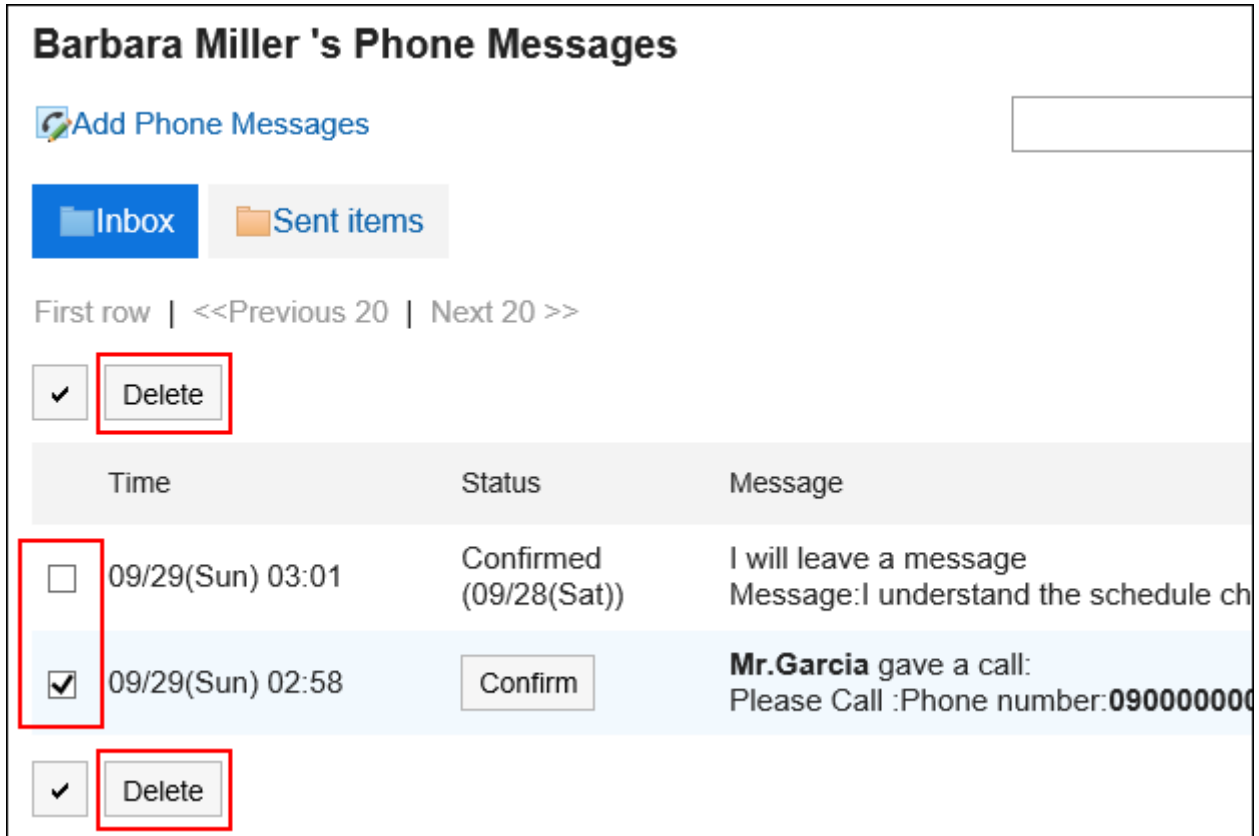 Barbara Miller 's Phone Messages
Add Phone Messages
Inbox Sent items
First row | <<Previous 20 | Next 20 >>
Delete
Time Status Message
09/29(Sun) 03:01 Confirmed (09/28(Sat)) I will leave a message
Message:I understand the schedule
09/29(Sun) 02:58 Confirm Mr.Garcia gave a call:
Please Call :Phone number:
Delete